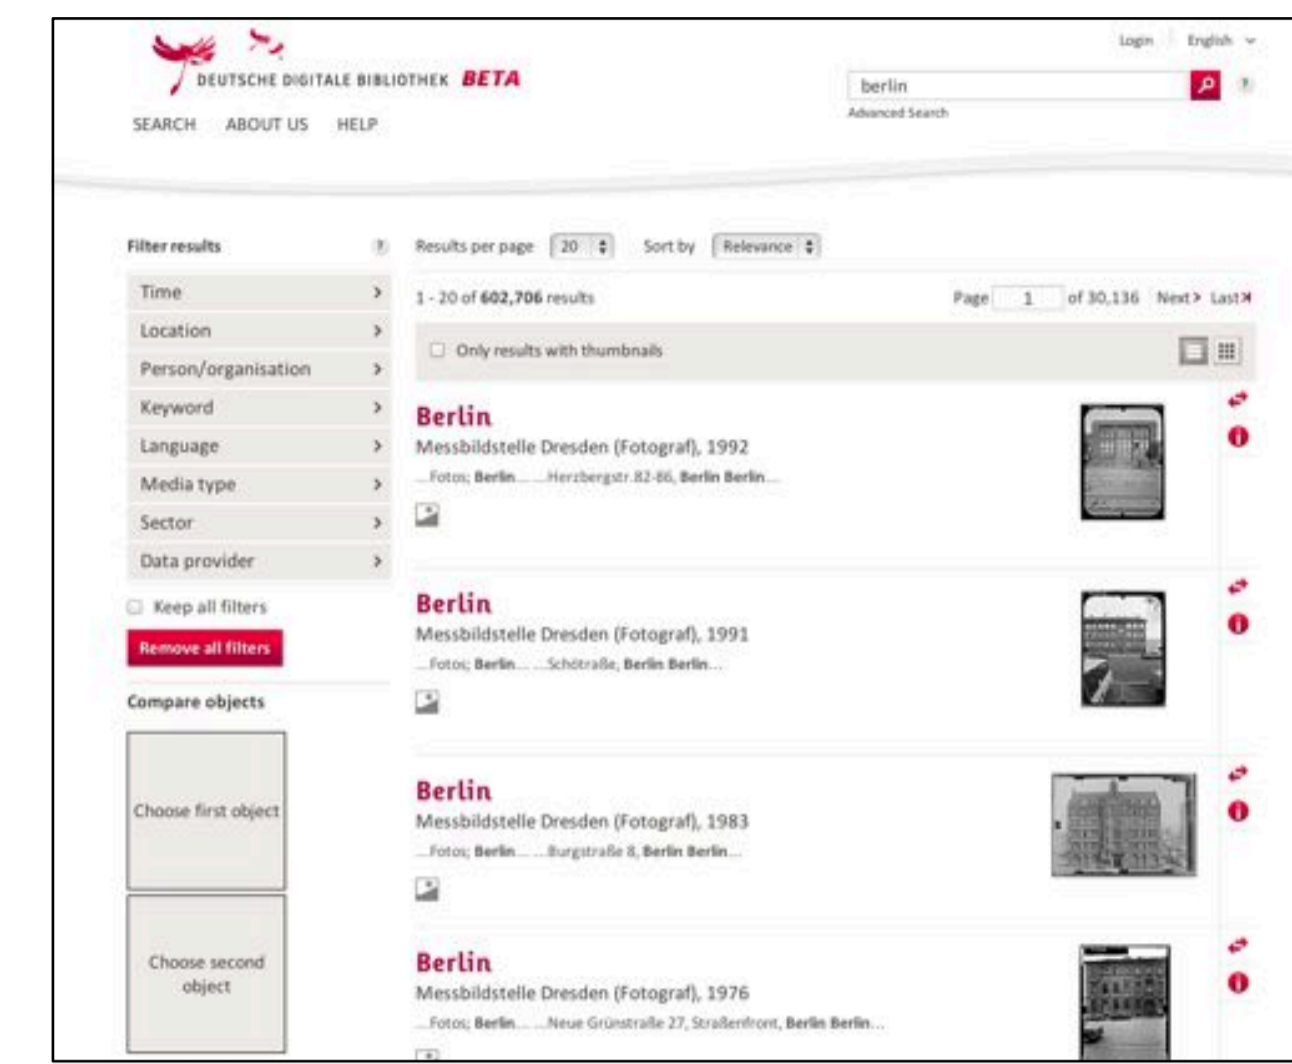 Login English
DEUTSCHE DIGITALE BIBLIOTHEK BETA
berlin
Advanced Search
SEARCH ABOUT US HELP
Filter results ?
Time
Location
Person/organisation
Keyword
Language
Media type
Sector
Data provider
Keep all filters
Remove all filters
Compare objects
Choose first object
Choose second
object
Results per page 20 Sort by Relevance
1 - 20 of 602,706 results Page 1 of 30,136 Next Last
Only results with thumbnails
Berlin
Messbildstelle Dresden (Fotograf), 1992
...Fotos; Berlin... ...Herzbergstr.82-86, Berlin Berlin...
Berlin
Messbildstelle Dresden (Fotograf), 1991
...Fotos; Berlin... ...Schötraße, Berlin Berlin...
Berlin
Messbildstelle Dresden (Fotograf), 1983
...Fotos; Berlin... ...Burgstraße 8, Berlin Berlin...
Berlin
Messbildstelle Dresden (Fotograf), 1976
...Fotos; Berlin... ...Neue Grünstraße 27, Straßenfront, Berlin Berlin...